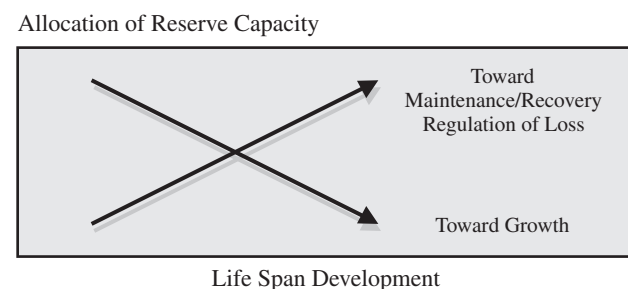 Allocation of Reserve Capacity
Toward
Maintenance/Recovery
Regulation of Loss
Toward Growth
Life Span Development